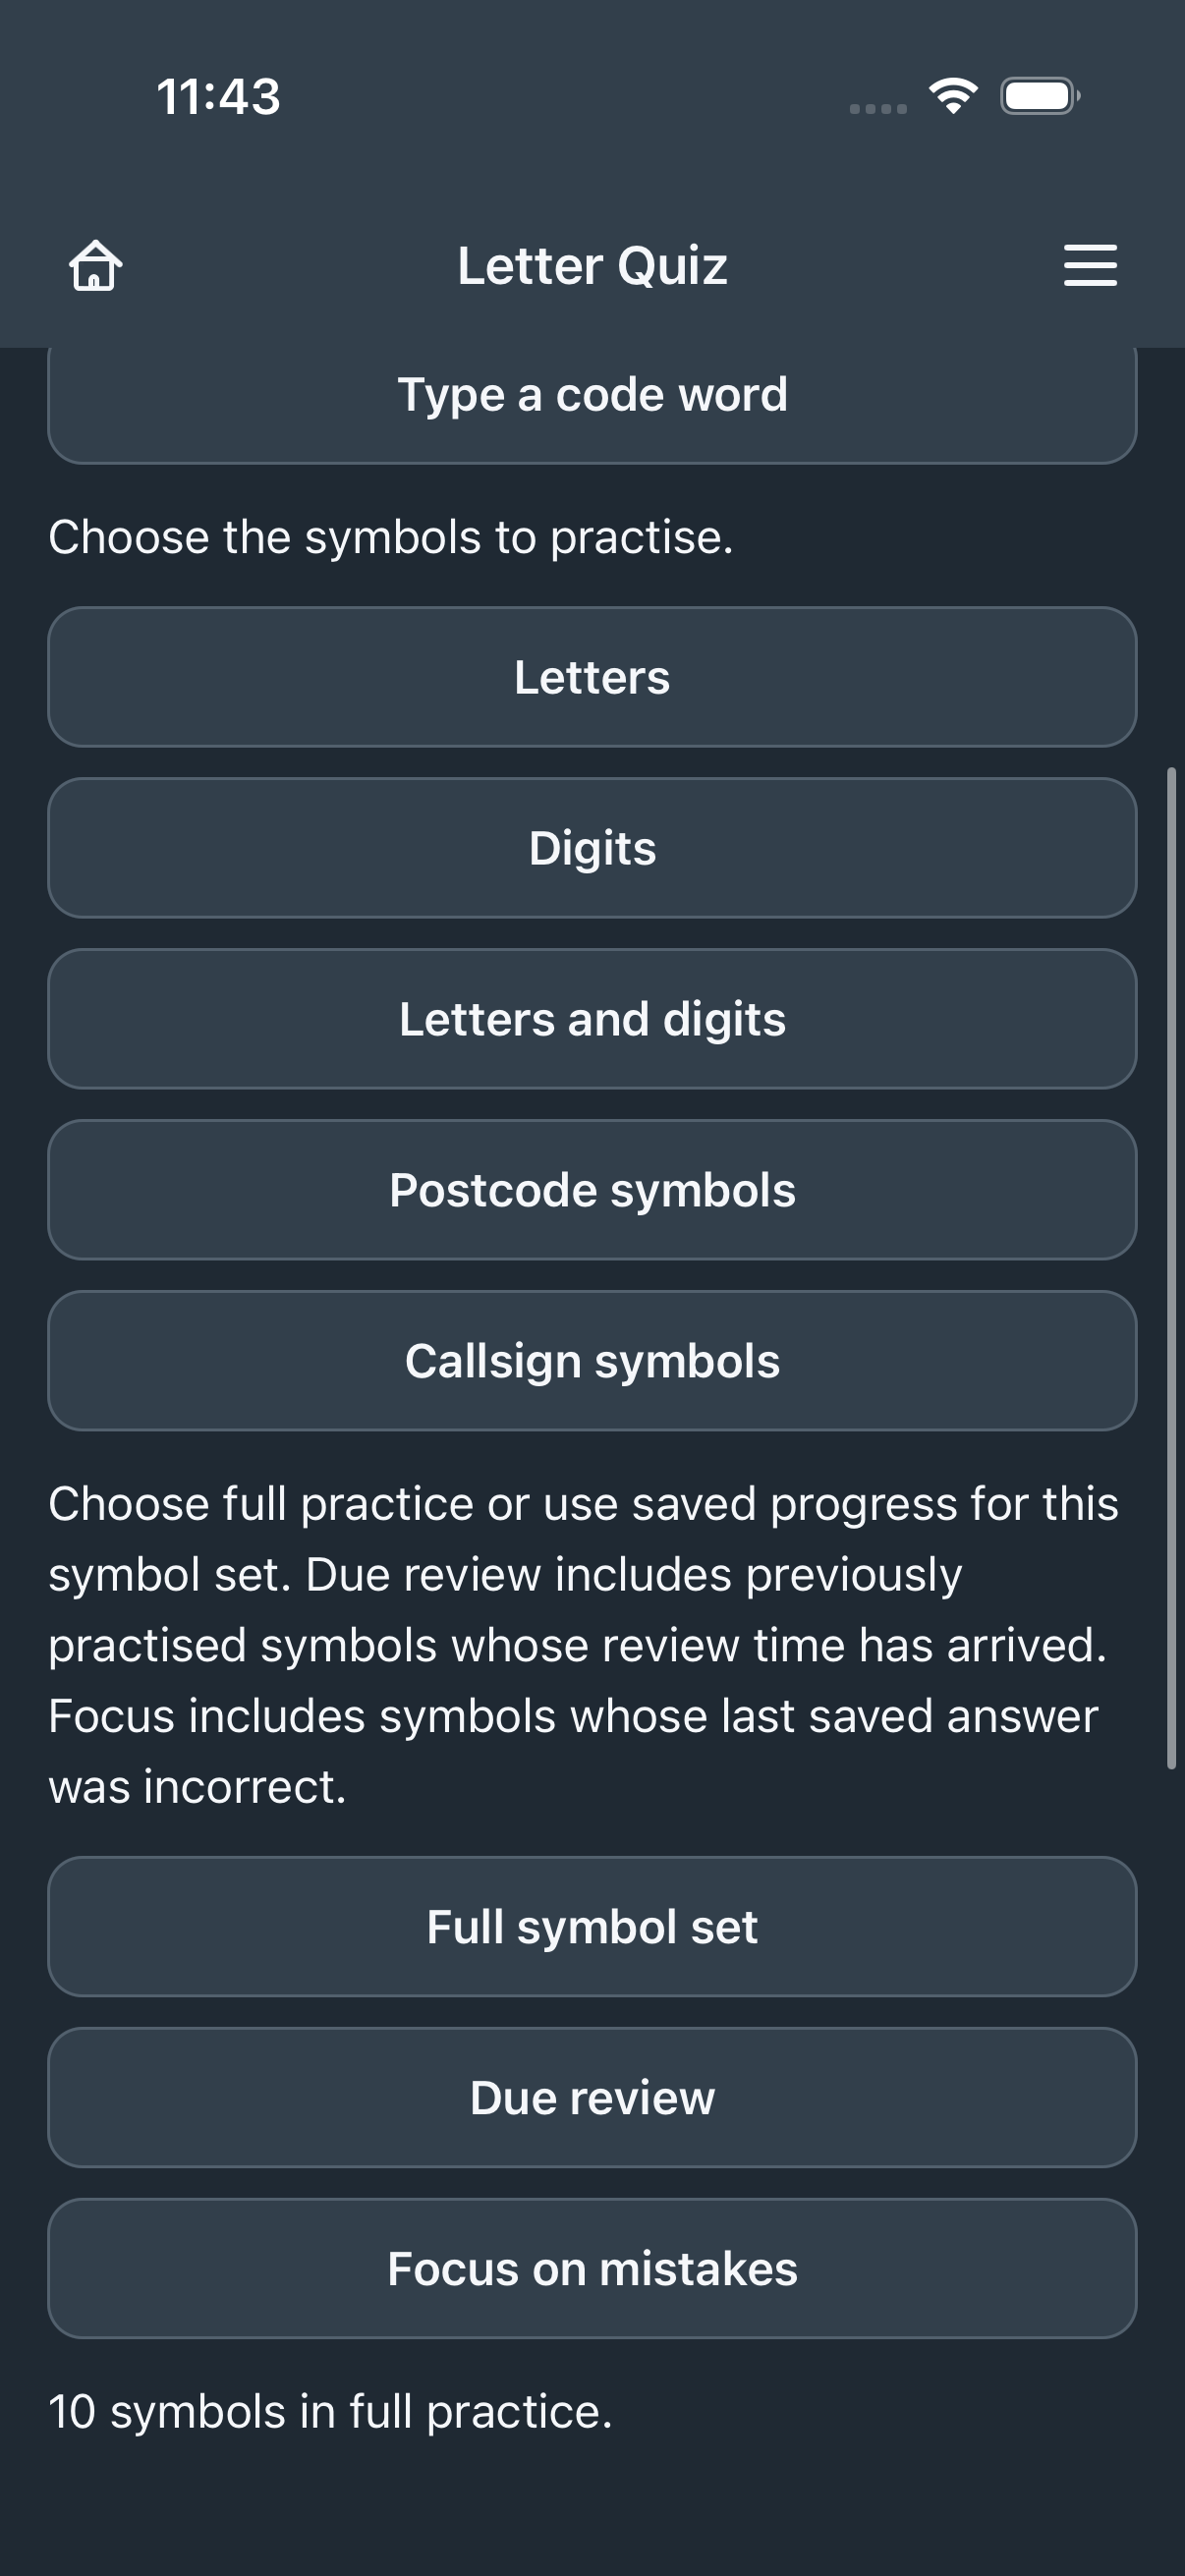 11:43
Letter Quiz
Type a code word
Choose the symbols to practise.
Letters
Digits
Letters and digits
Postcode symbols
Callsign symbols
Choose full practice or use saved progress for this
symbol set. Due review includes previously
practised symbols whose review time has arrived.
Focus includes symbols whose last saved answer
was incorrect.
Full symbol set
Due review
Focus on mistakes
10 symbols in full practice.